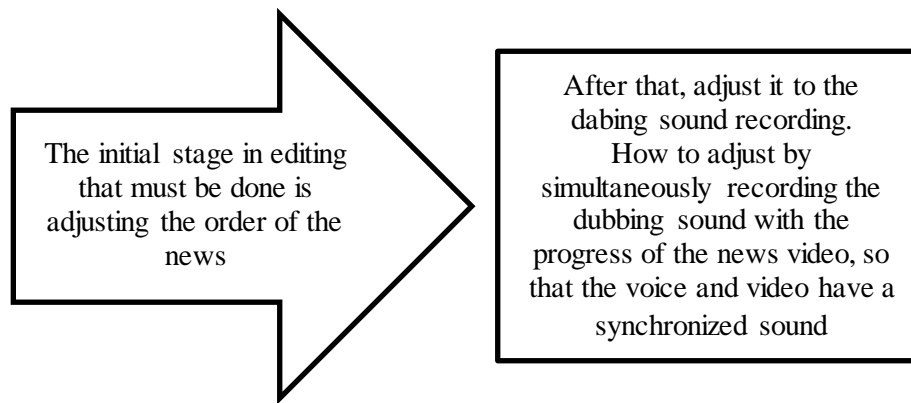 The initial stage in editing
that must be done is
adjusting the order of the
news
After that, adjust it to the
dabing sound recording.
How to adjust by
simultaneously recording the
dubbing sound with the
progress of the news video, so
that the voice and video have a
synchronized sound